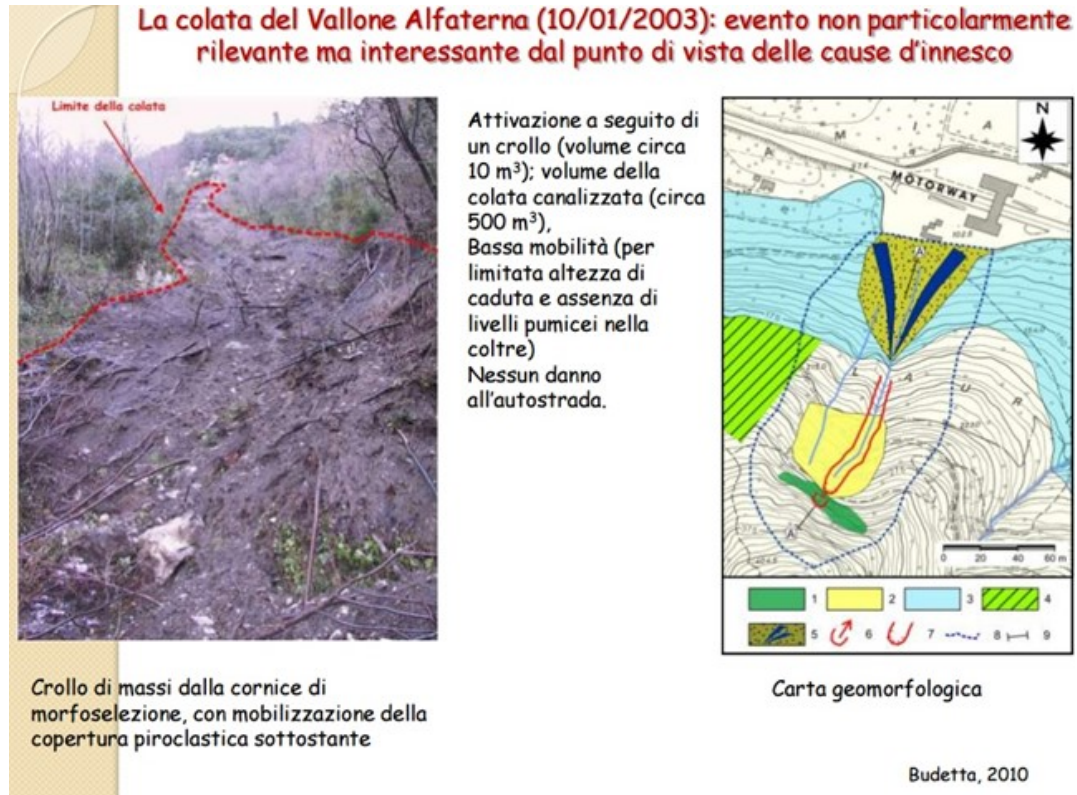 La colata del Vallone Alfaterna (10/01/2003): evento non particolarmente
rilevante ma interessante dal punto di vista delle cause d'innesco
Limite della colata
Attivazione a seguito di
un crollo (volume circa
10 m³); volume della
colata canalizzata (circa
500 m³),
Bassa mobilità (per
limitata altezza di
caduta e assenza di
livelli pumicei nella
coltre)
Nessun danno
all'autostrada.
N
MOTORWAY
A'
A
0 20 40 60 m
1 2 3 4
5 6 7 8 9
Crollo di massi dalla cornice di
morfoselezione, con mobilizzazione della
copertura piroclastica sottostante
Carta geomorfologica
Budetta, 2010